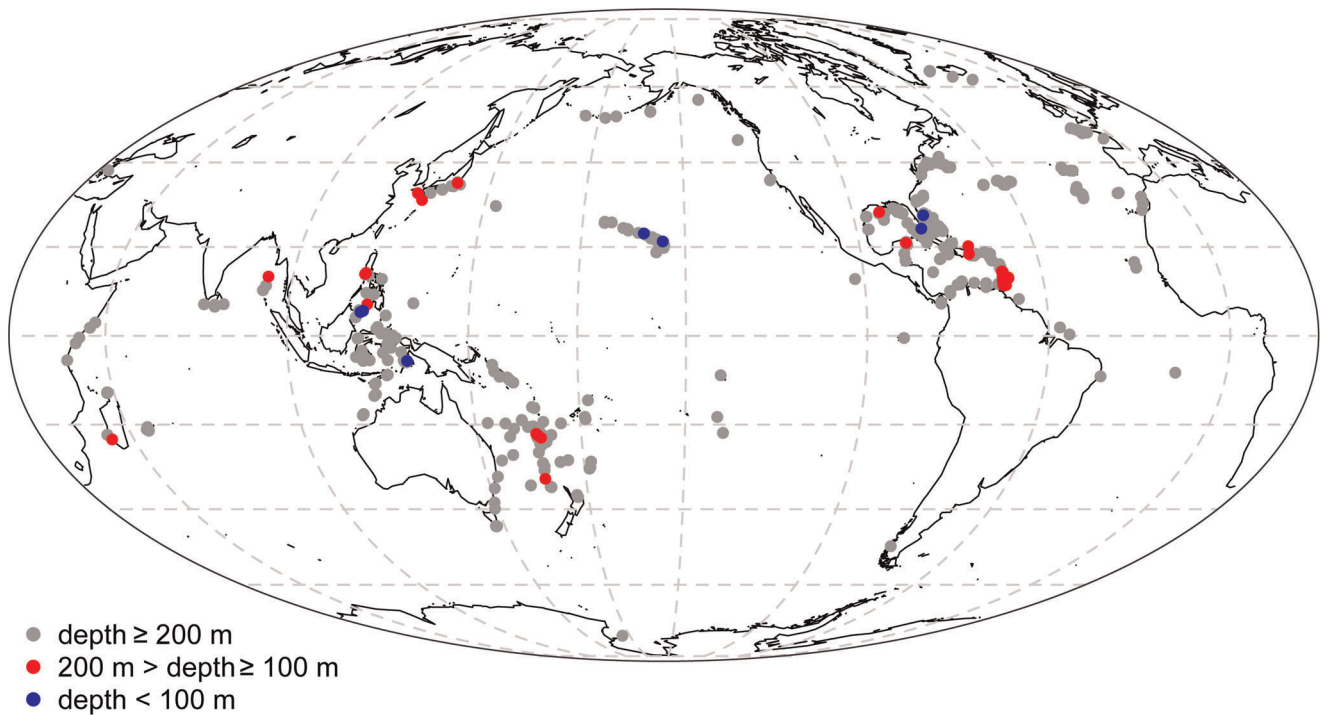 depth ≥ 200 m
200 m > depth ≥ 100 m
depth < 100 m